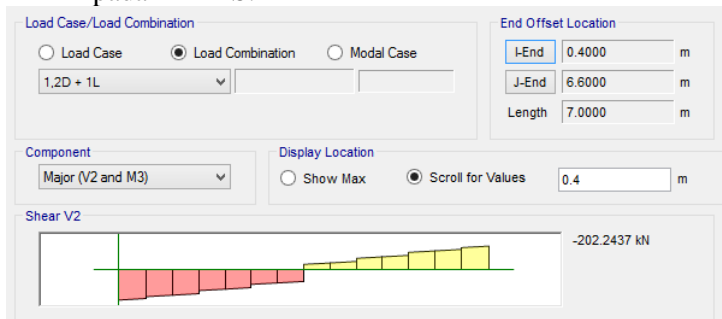 Load Case/Load Combination
Load Case
Load Combination
Modal Case
1,2D + 1L
End Offset Location
I-End 0.4000 m
J-End 6.6000 m
Length 7.0000 m
Component
Major (V2 and M3)
Display Location
Show Max
Scroll for Values
0.4 m
Shear V2
-202.2437 kN